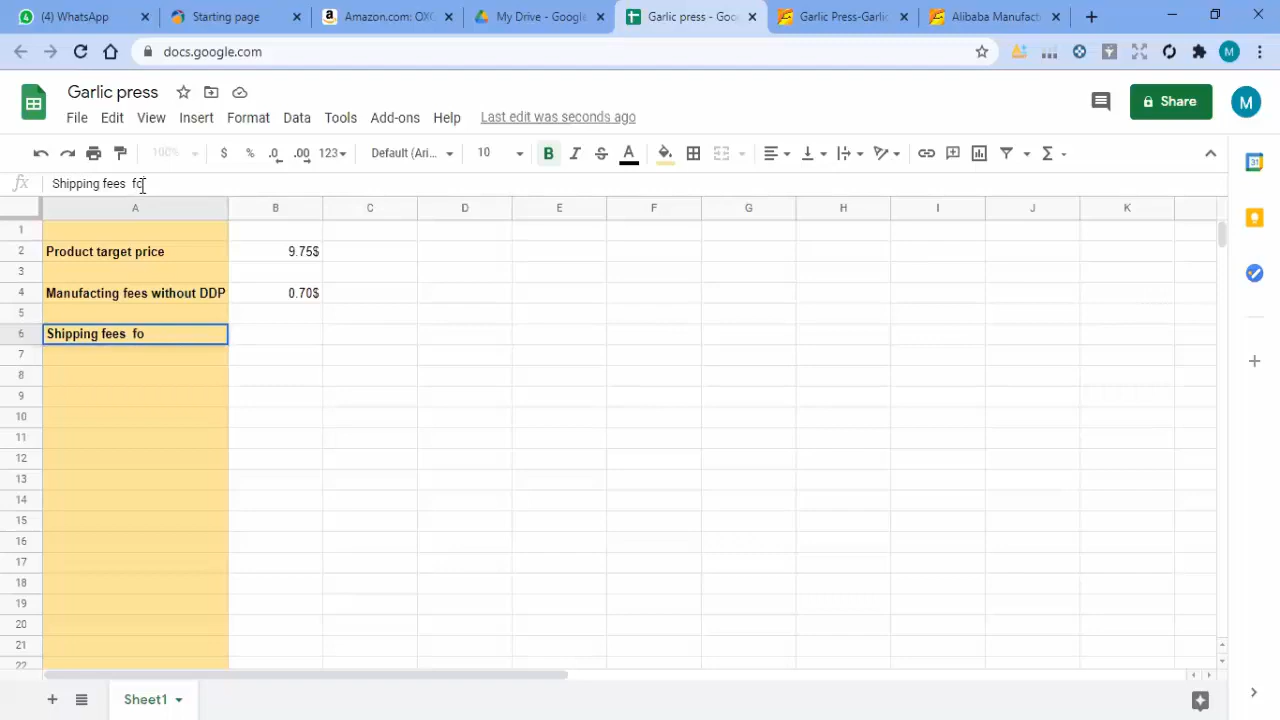 (4) WhatsApp
Starting page
Amazon.com: OXO
My Drive - Google
Garlic press - Goo
Garlic Press-Garlic
Alibaba Manufact
docs.google.com
M
Garlic press
Share
M
File Edit View Insert Format Data Tools Add-ons Help Last edit was seconds ago
100% $ % .0 .00 123 Default (Ari... 10 B I S A Σ
fx Shipping fees  fo
A B C D E F G H I J K
1
2 Product target price 9.75$
3
4 Manufacting fees without DDP 0.70$
5
6 Shipping fees  fo
7
8
9
10
11
12
13
14
15
16
17
18
19
20
21
22
Sheet1
31